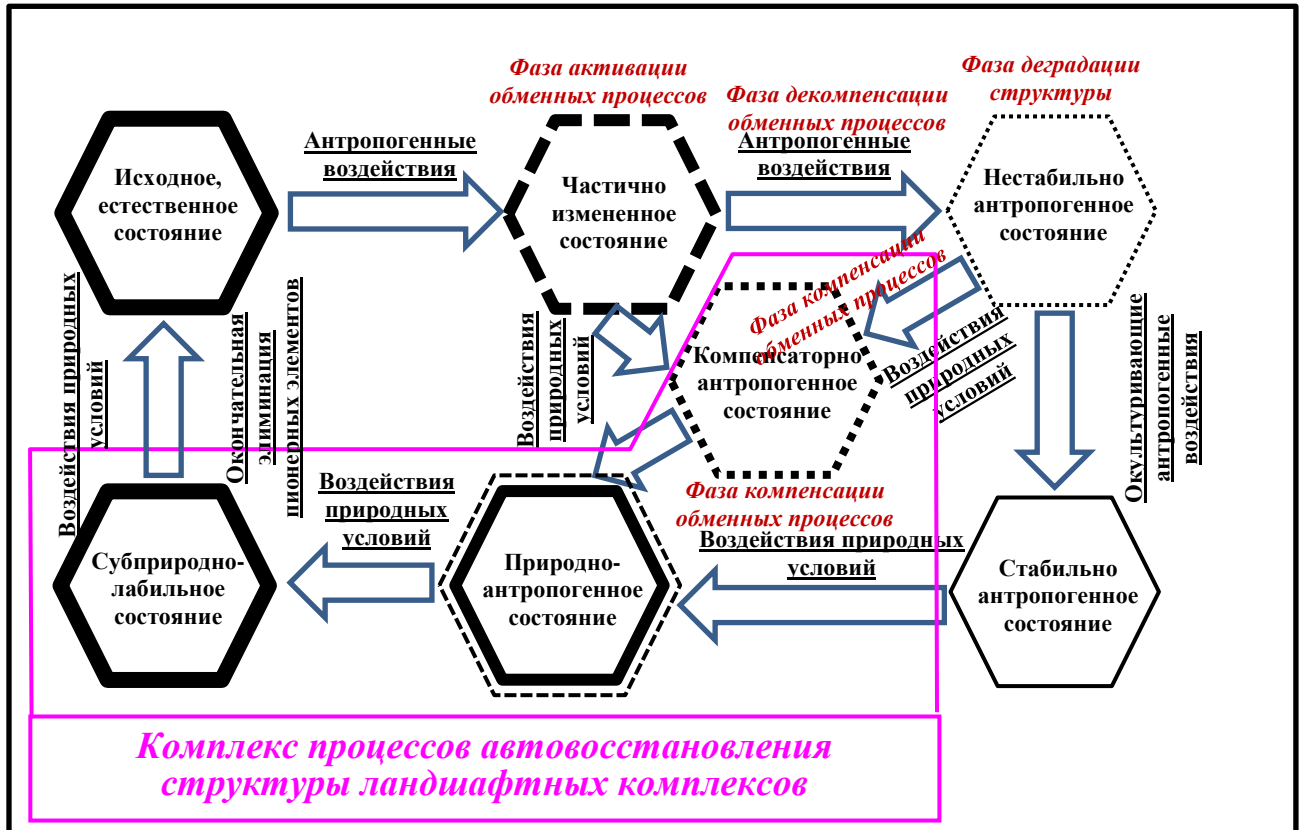 Фаза активации
обменных процессов
Фаза декомпенсации
обменных процессов
Фаза деградации
структуры
Исходное,
естественное
состояние
Антропогенные
воздействия
Частично
измененное
состояние
Антропогенные
воздействия
Нестабильно
антропогенное
состояние
Воздействия природных
условий
Окончательная
элиминация
пионерных элементов
Воздействия
природных
условий
Фаза компенсации
обменных процессов
Компенсаторно
антропогенное
состояние
Воздействия
природных
условий
Окультуривающие
антропогенные
воздействия
Фаза компенсации
обменных процессов
Субприродно-
лабильное
состояние
Воздействия
природных
условий
Природно-
антропогенное
состояние
Воздействия природных
условий
Стабильно
антропогенное
состояние
Комплекс процессов автовосстановления
структуры ландшафтных комплексов